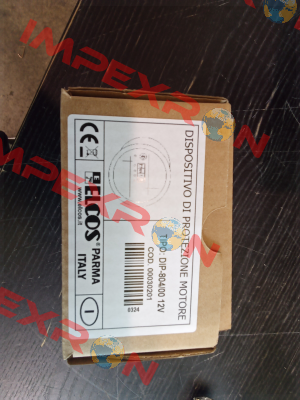 DISPOSITIVO DI PROTEZIONE MOTORE
TIPO: DIP-804/00 12V
COD. 00030201
0324
CE
ELCOS
www.elcos.it
PARMA
ITALY
I
IMPEXRON
IMPEXRON
IMPEXRON